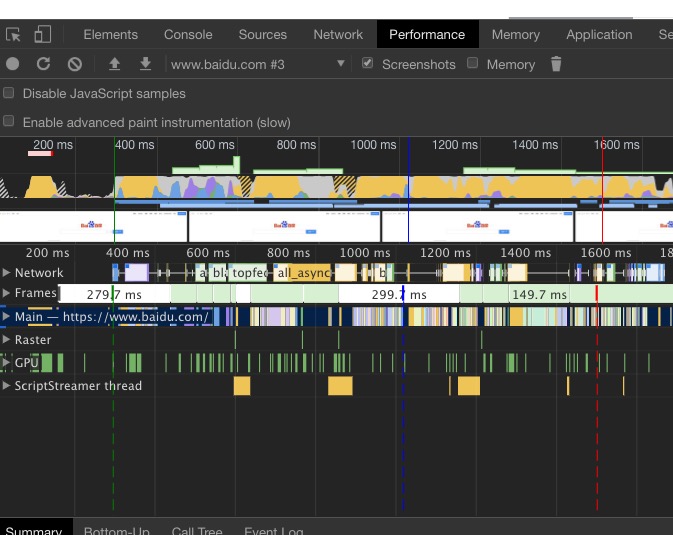 Elements Console Sources Network Performance Memory Application Se
www.baidu.com #3 Screenshots Memory
Disable JavaScript samples
Enable advanced paint instrumentation (slow)
200 ms 400 ms 600 ms 800 ms 1000 ms 1200 ms 1400 ms 1600 ms
200 ms 400 ms 600 ms 800 ms 1000 ms 1200 ms 1400 ms 1600 ms 18
Network a bl topfec all_async b
Frames 279.7 ms 299.7 ms 149.7 ms
Main — https://www.baidu.com/
Raster
GPU
ScriptStreamer thread
Summary Bottom-Up Call Tree Event Log